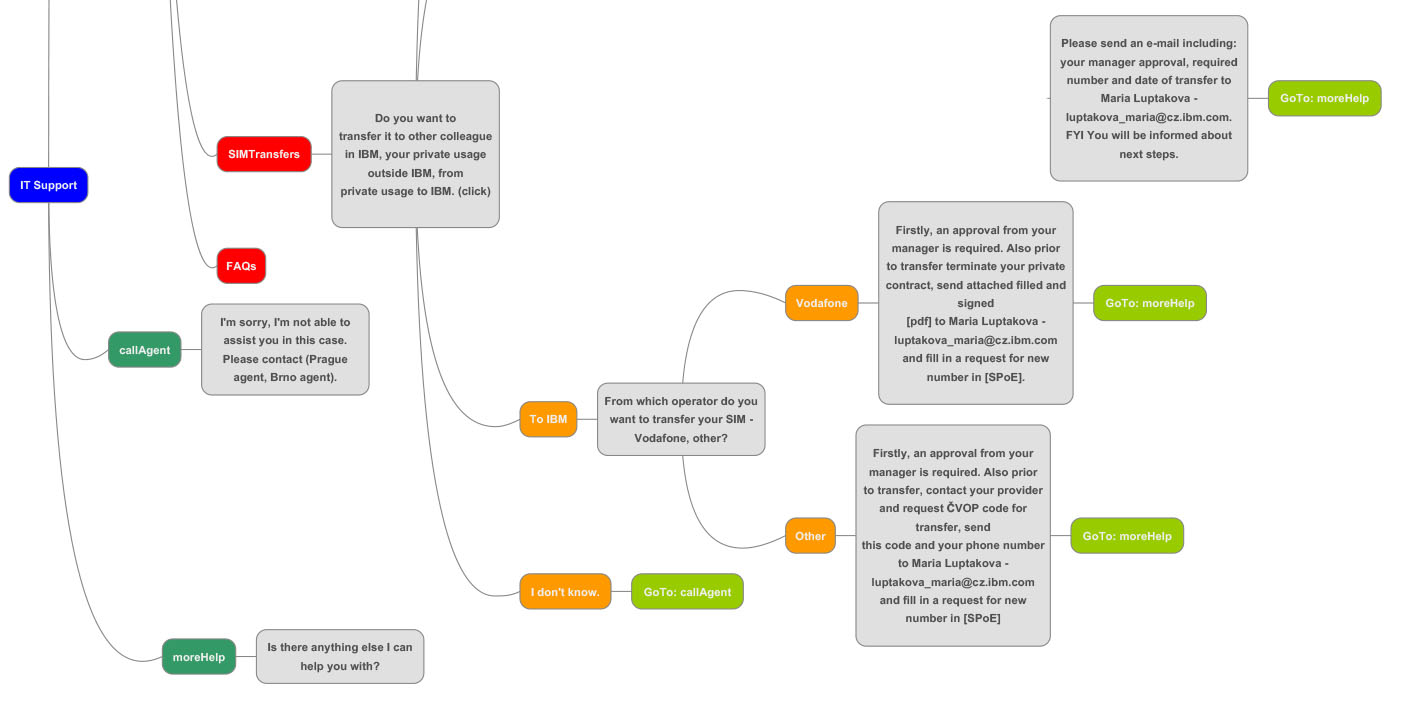 Please send an e-mail including:
your manager approval, required
number and date of transfer to
Maria Luptakova -
luptakova_maria@cz.ibm.com.
FYI You will be informed about
next steps.
GoTo: moreHelp
IT Support
SIMTransfers
Do you want to
transfer it to other colleague
in IBM, your private usage
outside IBM, from
private usage to IBM. (click)
FAQs
callAgent
I'm sorry, I'm not able to
assist you in this case.
Please contact (Prague
agent, Brno agent).
To IBM
From which operator do you
want to transfer your SIM -
Vodafone, other?
Vodafone
Firstly, an approval from your
manager is required. Also prior
to transfer terminate your private
contract, send attached filled and
signed
[pdf] to Maria Luptakova -
luptakova_maria@cz.ibm.com
and fill in a request for new
number in [SPoE].
GoTo: moreHelp
Other
Firstly, an approval from your
manager is required. Also prior
to transfer, contact your provider
and request ČVOP code for
transfer, send
this code and your phone number
to Maria Luptakova -
luptakova_maria@cz.ibm.com
and fill in a request for new
number in [SPoE]
GoTo: moreHelp
I don't know.
GoTo: callAgent
moreHelp
Is there anything else I can
help you with?